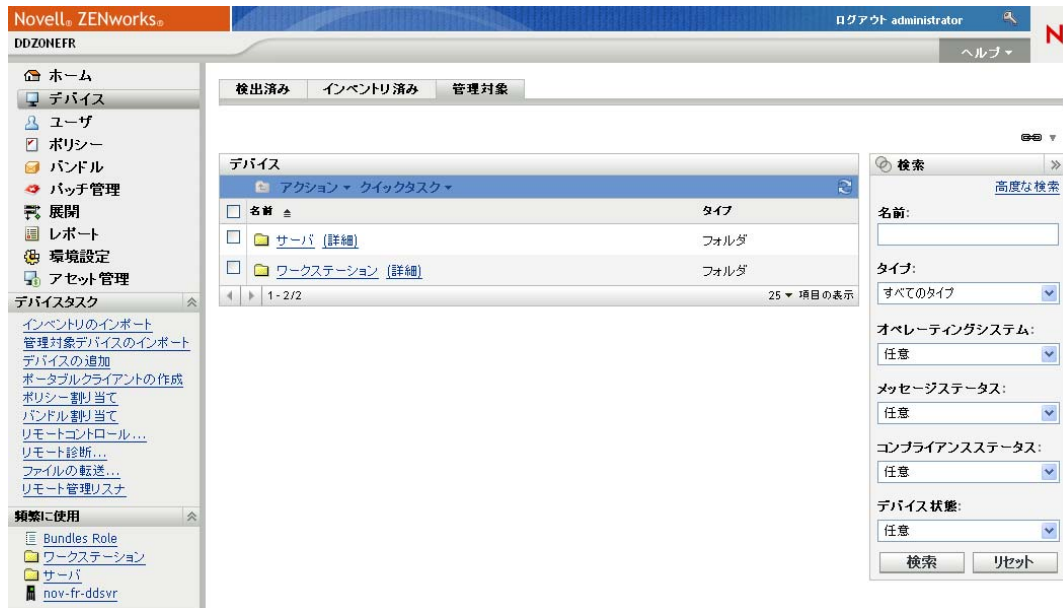 Novell® ZENworks®
ログアウト administrator
N
DDZONEFR
ヘルプ
ホーム
デバイス
ユーザ
ポリシー
バンドル
パッチ管理
展開
レポート
環境設定
アセット管理
デバイスタスク
インベントリのインポート
管理対象デバイスのインポート
デバイスの追加
ポータブルクライアントの作成
ポリシー割り当て
バンドル割り当て
リモートコントロール...
リモート診断...
ファイルの転送...
リモート管理リスナ
頻繁に使用
Bundles Role
ワークステーション
サーバ
nov-fr-ddsvr
検出済み インベントリ済み 管理対象
デバイス
アクション クイックタスク
名前 タイプ
サーバ (詳細) フォルダ
ワークステーション (詳細) フォルダ
1 - 2/2 25 項目の表示
検索
高度な検索
名前:
タイプ:
すべてのタイプ
オペレーティングシステム:
任意
メッセージステータス:
任意
コンプライアンスステータス:
任意
デバイス状態:
任意
検索 リセット